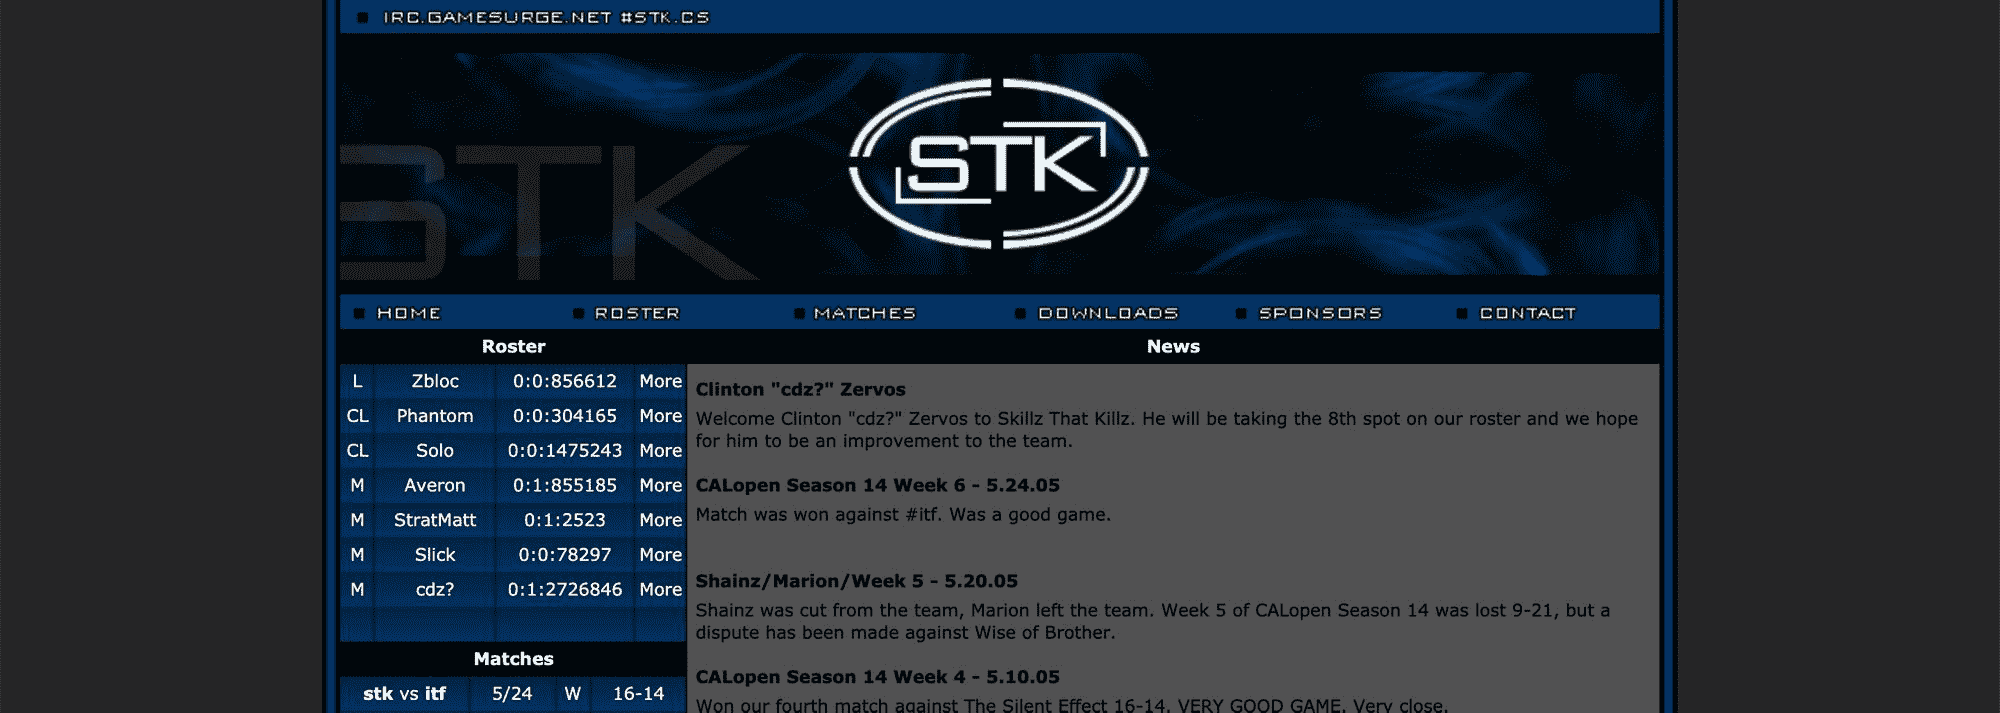 IRC.GAMESURGE.NET #STK.CS
STK
STK
HOME ROSTER MATCHES DOWNLOADS SPONSORS CONTACT
Roster
L Zbloc 0:0:856612 More
CL Phantom 0:0:304165 More
CL Solo 0:0:1475243 More
M Averon 0:1:855185 More
M StratMatt 0:1:2523 More
M Slick 0:0:78297 More
M cdz? 0:1:2726846 More
Matches
stk vs itf 5/24 W 16-14
News
Clinton "cdz?" Zervos
Welcome Clinton "cdz?" Zervos to Skillz That Killz. He will be taking the 8th spot on our roster and we hope
for him to be an improvement to the team.
CALopen Season 14 Week 6 - 5.24.05
Match was won against #itf. Was a good game.
Shainz/Marion/Week 5 - 5.20.05
Shainz was cut from the team, Marion left the team. Week 5 of CALopen Season 14 was lost 9-21, but a
dispute has been made against Wise of Brother.
CALopen Season 14 Week 4 - 5.10.05
Won our fourth match against The Silent Effect 16-14. VERY GOOD GAME. Very close.